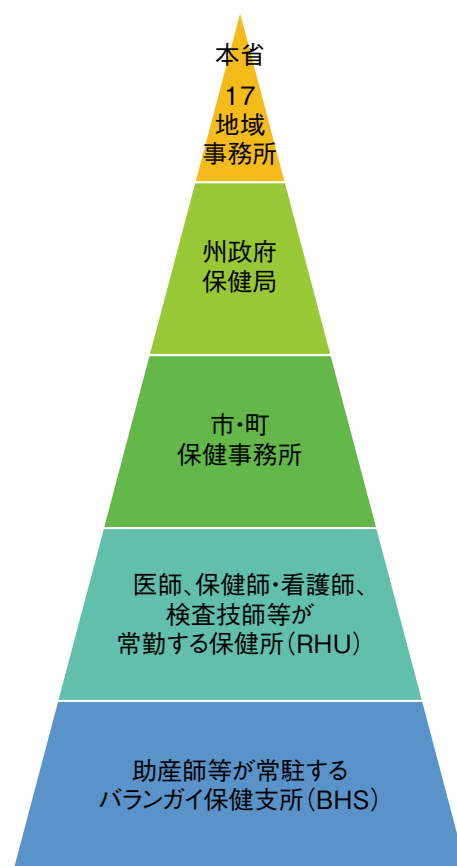 本省
17
地域
事務所
州政府
保健局
市・町
保健事務所
医師、保健師・看護師、
検査技師等が
常勤する保健所（RHU）
助産師等が常駐する
バランガイ保健支所（BHS）